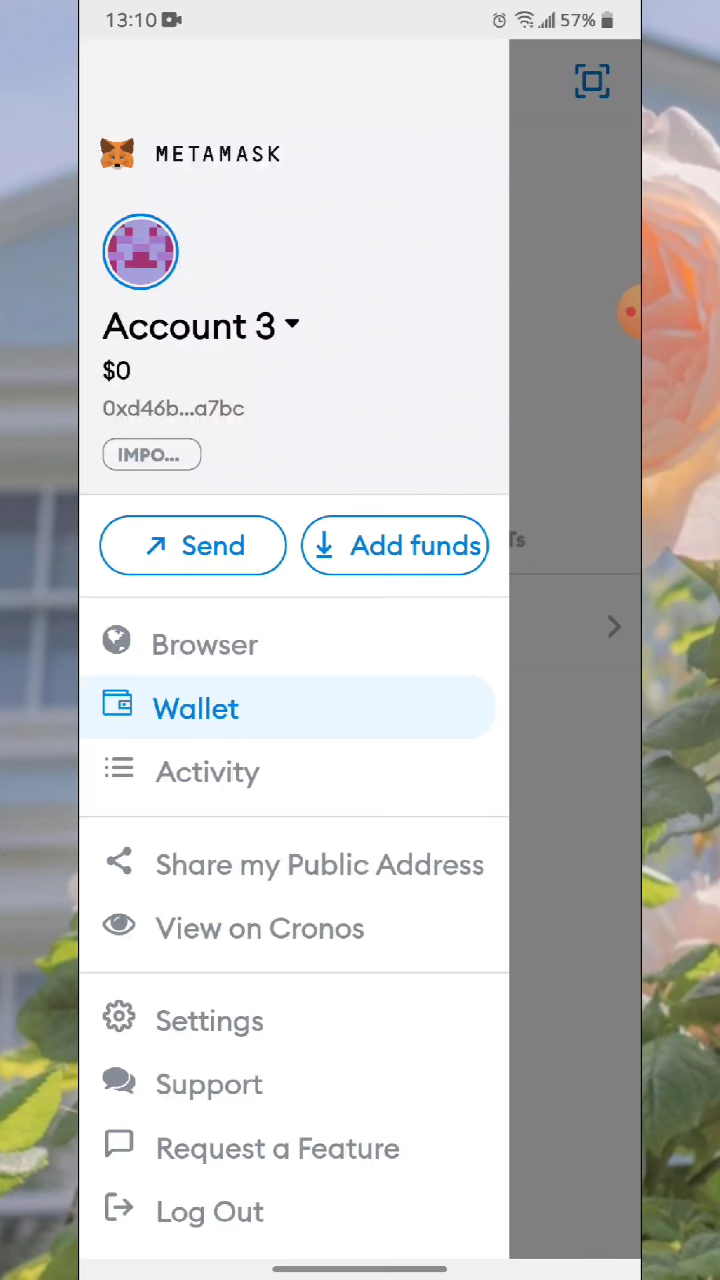 13:10
57%
METAMASK
Account 3
$0
0xd46b...a7bc
IMPO...
Send
Add funds
Ts
Browser
Wallet
Activity
Share my Public Address
View on Cronos
Settings
Support
Request a Feature
Log Out